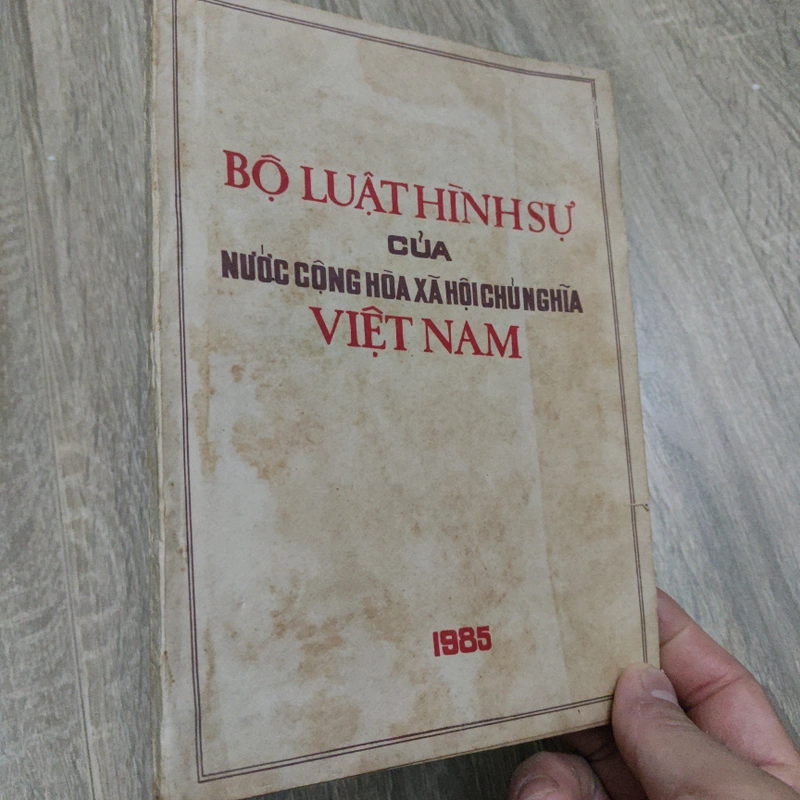 BỘ LUẬT HÌNH SỰ
CỦA
NƯỚC CỘNG HÒA XÃ HỘI CHỦ NGHĨA
VIỆT NAM
1985